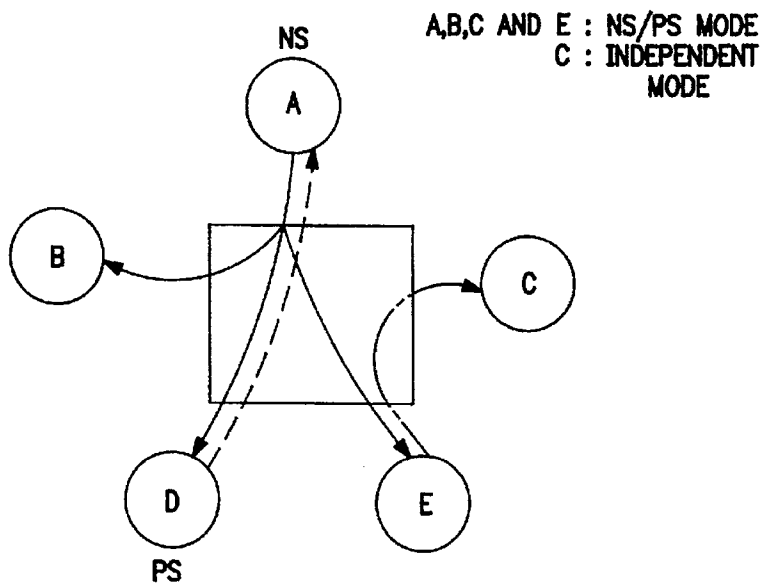 A,B,C AND E : NS/PS MODE
C : INDEPENDENT
MODE
NS
A
B
C
D
E
PS